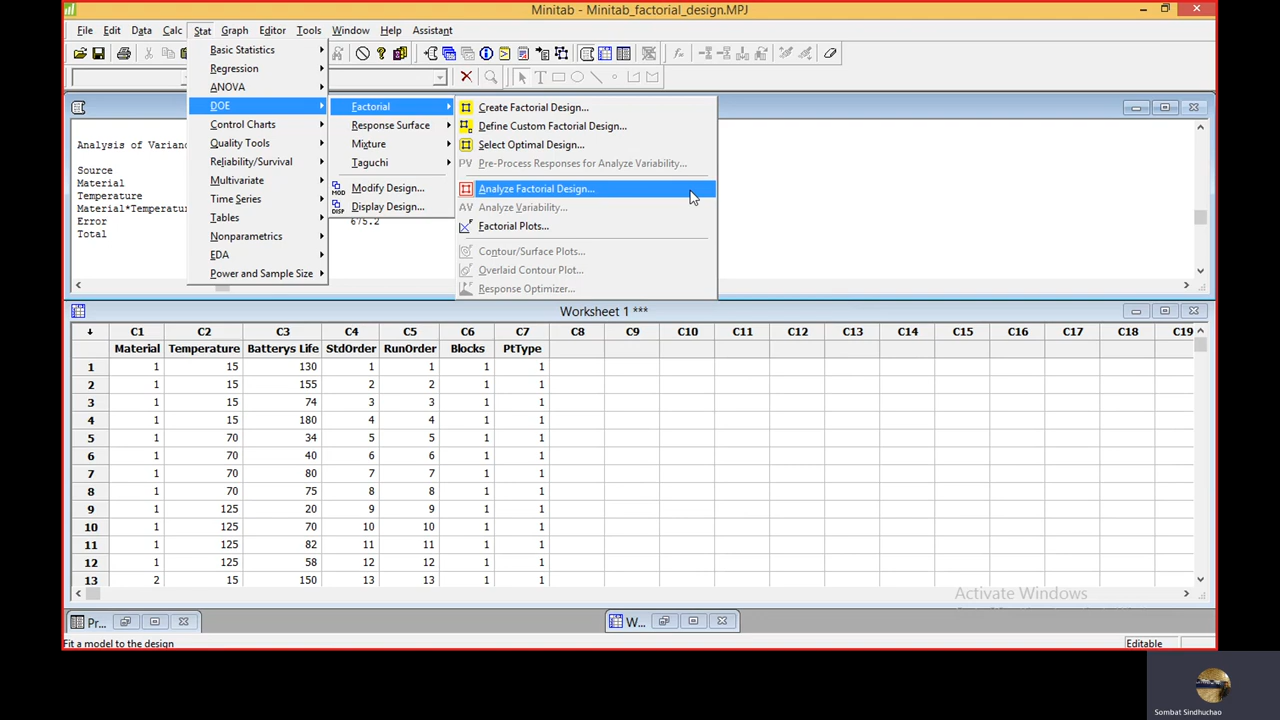 Minitab - Minitab_factorial_design.MPJ
File Edit Data Calc Stat Graph Editor Tools Window Help Assistant
Basic Statistics
Regression
ANOVA
DOE
Control Charts
Quality Tools
Reliability/Survival
Multivariate
Time Series
Tables
Nonparametrics
EDA
Power and Sample Size
Factorial
Response Surface
Mixture
Taguchi
MOD Modify Design...
DISP Display Design...
Create Factorial Design...
Define Custom Factorial Design...
Select Optimal Design...
PV Pre-Process Responses for Analyze Variability...
Analyze Factorial Design...
AV Analyze Variability...
Factorial Plots...
Contour/Surface Plots...
Overlaid Contour Plot...
Response Optimizer...
Analysis of Varianc
Source
Material
Temperature
Material*Temperatur
Error 675.2
Total
Worksheet 1 ***
C1 C2 C3 C4 C5 C6 C7 C8 C9 C10 C11 C12 C13 C14 C15 C16 C17 C18 C19
Material Temperature Batterys Life StdOrder RunOrder Blocks PtType
1 1 15 130 1 1 1 1
2 1 15 155 2 2 1 1
3 1 15 74 3 3 1 1
4 1 15 180 4 4 1 1
5 1 70 34 5 5 1 1
6 1 70 40 6 6 1 1
7 1 70 80 7 7 1 1
8 1 70 75 8 8 1 1
9 1 125 20 9 9 1 1
10 1 125 70 10 10 1 1
11 1 125 82 11 11 1 1
12 1 125 58 12 12 1 1
13 2 15 150 13 13 1 1
Activate Windows
Pr... W...
Fit a model to the design Editable
Sombat Sindhuchao